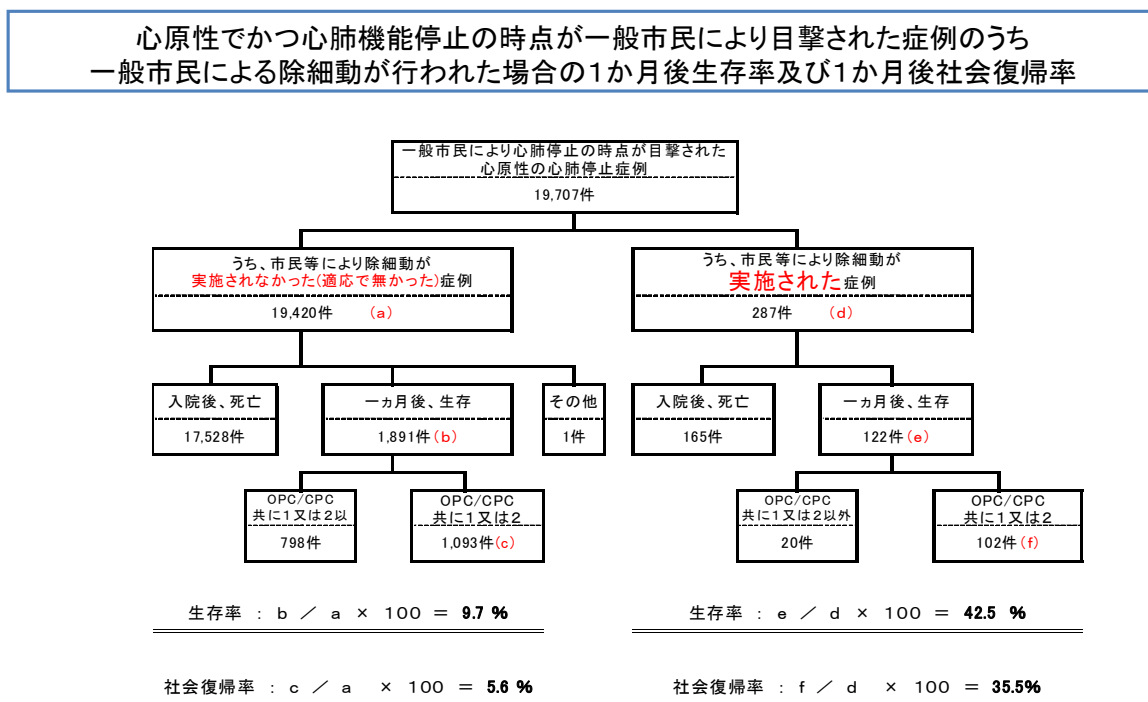 心原性でかつ心肺機能停止の時点が一般市民により目撃された症例のうち
一般市民による除細動が行われた場合の１か月後生存率及び１か月後社会復帰率
一般市民により心肺停止の時点が目撃された
心原性の心肺停止症例
19,707件
うち、市民等により除細動が
実施されなかった(適応で無かった)症例
19,420件 （a）
うち、市民等により除細動が
実施された症例
287件 （d）
入院後、死亡
17,528件
一ヵ月後、生存
1,891件（b）
その他
1件
入院後、死亡
165件
一ヵ月後、生存
122件（e）
OPC/CPC
共に１又は２以
798件
OPC/CPC
共に１又は２
1,093件(c)
OPC/CPC
共に１又は２以外
20件
OPC/CPC
共に１又は２
102件（f）
生存率 ： ｂ ／ ａ × 100 ＝ 9.7 %
生存率 ： ｅ ／ ｄ × 100 ＝ 42.5 %
社会復帰率 ： ｃ ／ ａ × 100 ＝ 5.6 %
社会復帰率 ： ｆ ／ ｄ × 100 ＝ 35.5%